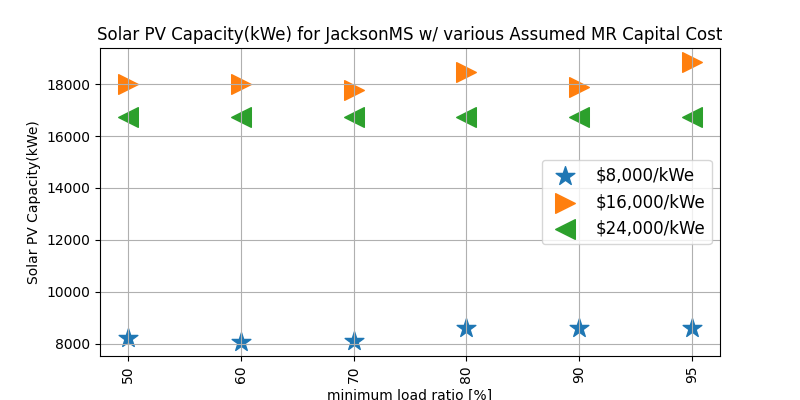 Solar PV Capacity(kWe) for JacksonMS w/ various Assumed MR Capital Cost
Solar PV Capacity(kWe)
18000
16000
14000
12000
10000
8000
$8,000/kWe
$16,000/kWe
$24,000/kWe
50
60
70
80
90
95
minimum load ratio [%]